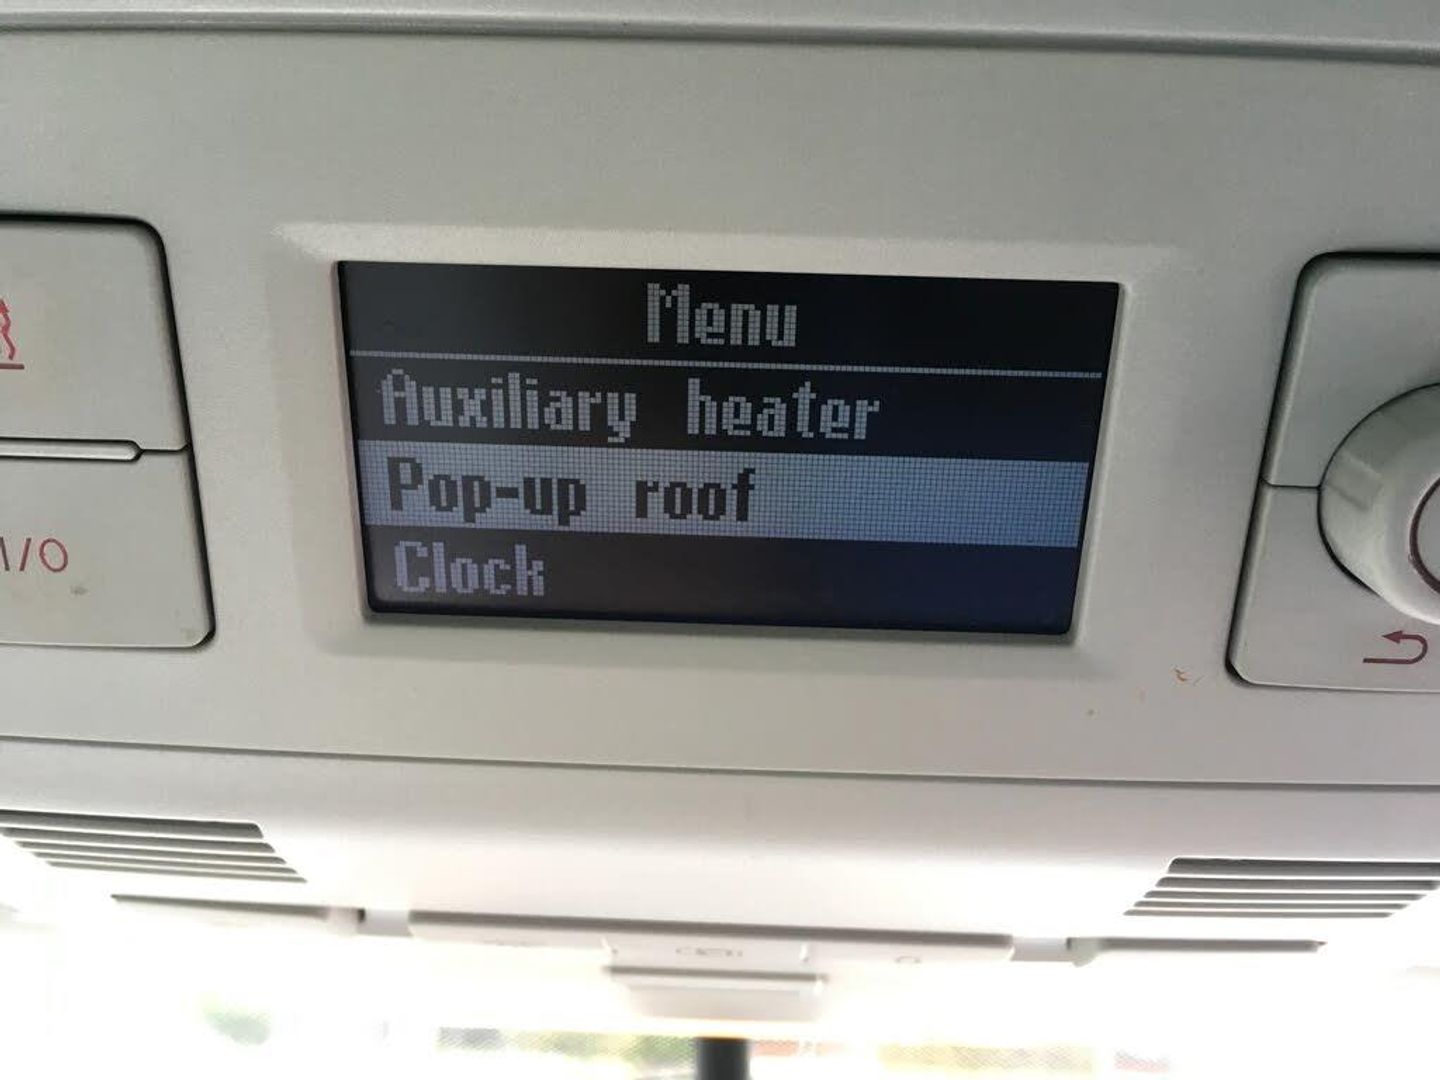 Menu
Auxiliary heater
Pop-up roof
Clock
I/O